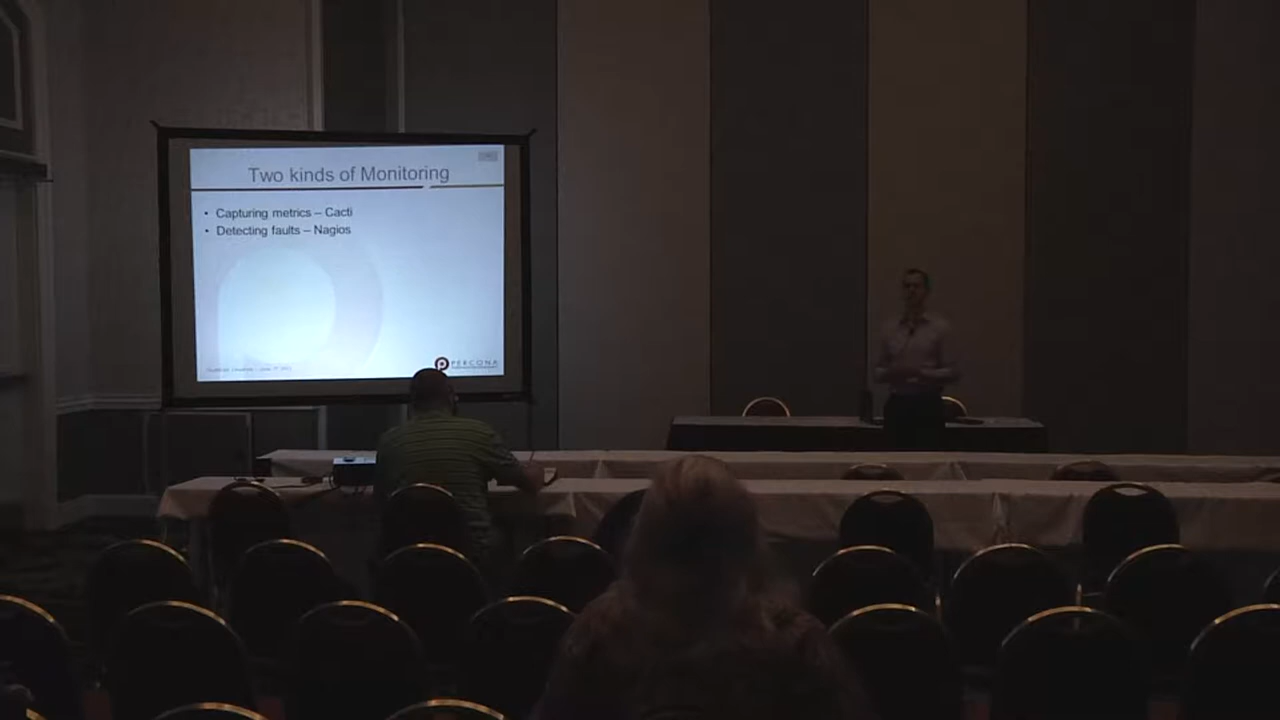 Two kinds of Monitoring
• Capturing metrics – Cacti
• Detecting faults – Nagios
PERCONA